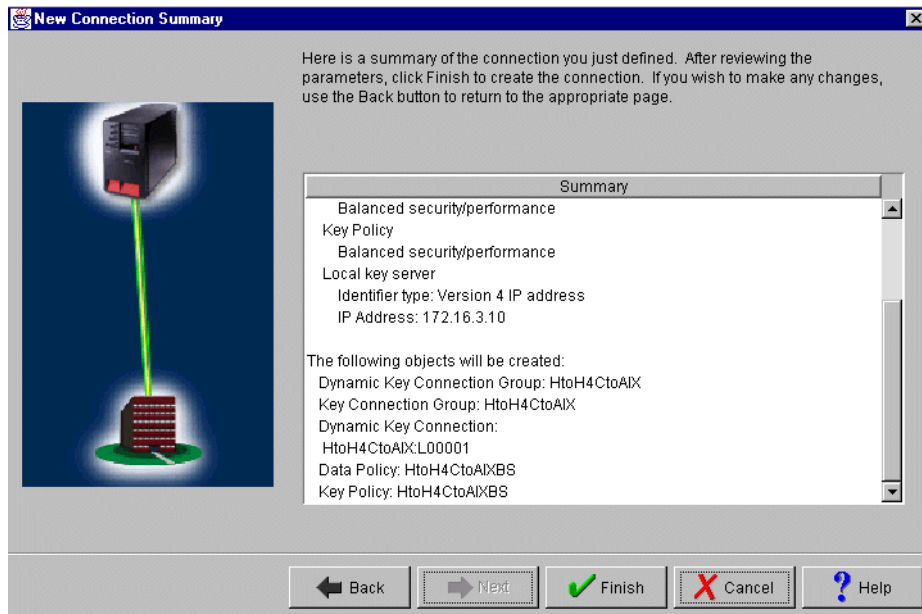 New Connection Summary
Here is a summary of the connection you just defined. After reviewing the
parameters, click Finish to create the connection. If you wish to make any changes,
use the Back button to return to the appropriate page.
Summary
Balanced security/performance
Key Policy
Balanced security/performance
Local key server
Identifier type: Version 4 IP address
IP Address: 172.16.3.10
The following objects will be created:
Dynamic Key Connection Group: HtoH4CtoAIX
Key Connection Group: HtoH4CtoAIX
Dynamic Key Connection:
HtoH4CtoAIX:L00001
Data Policy: HtoH4CtoAIXBS
Key Policy: HtoH4CtoAIXBS
Back
Next
Finish
Cancel
Help